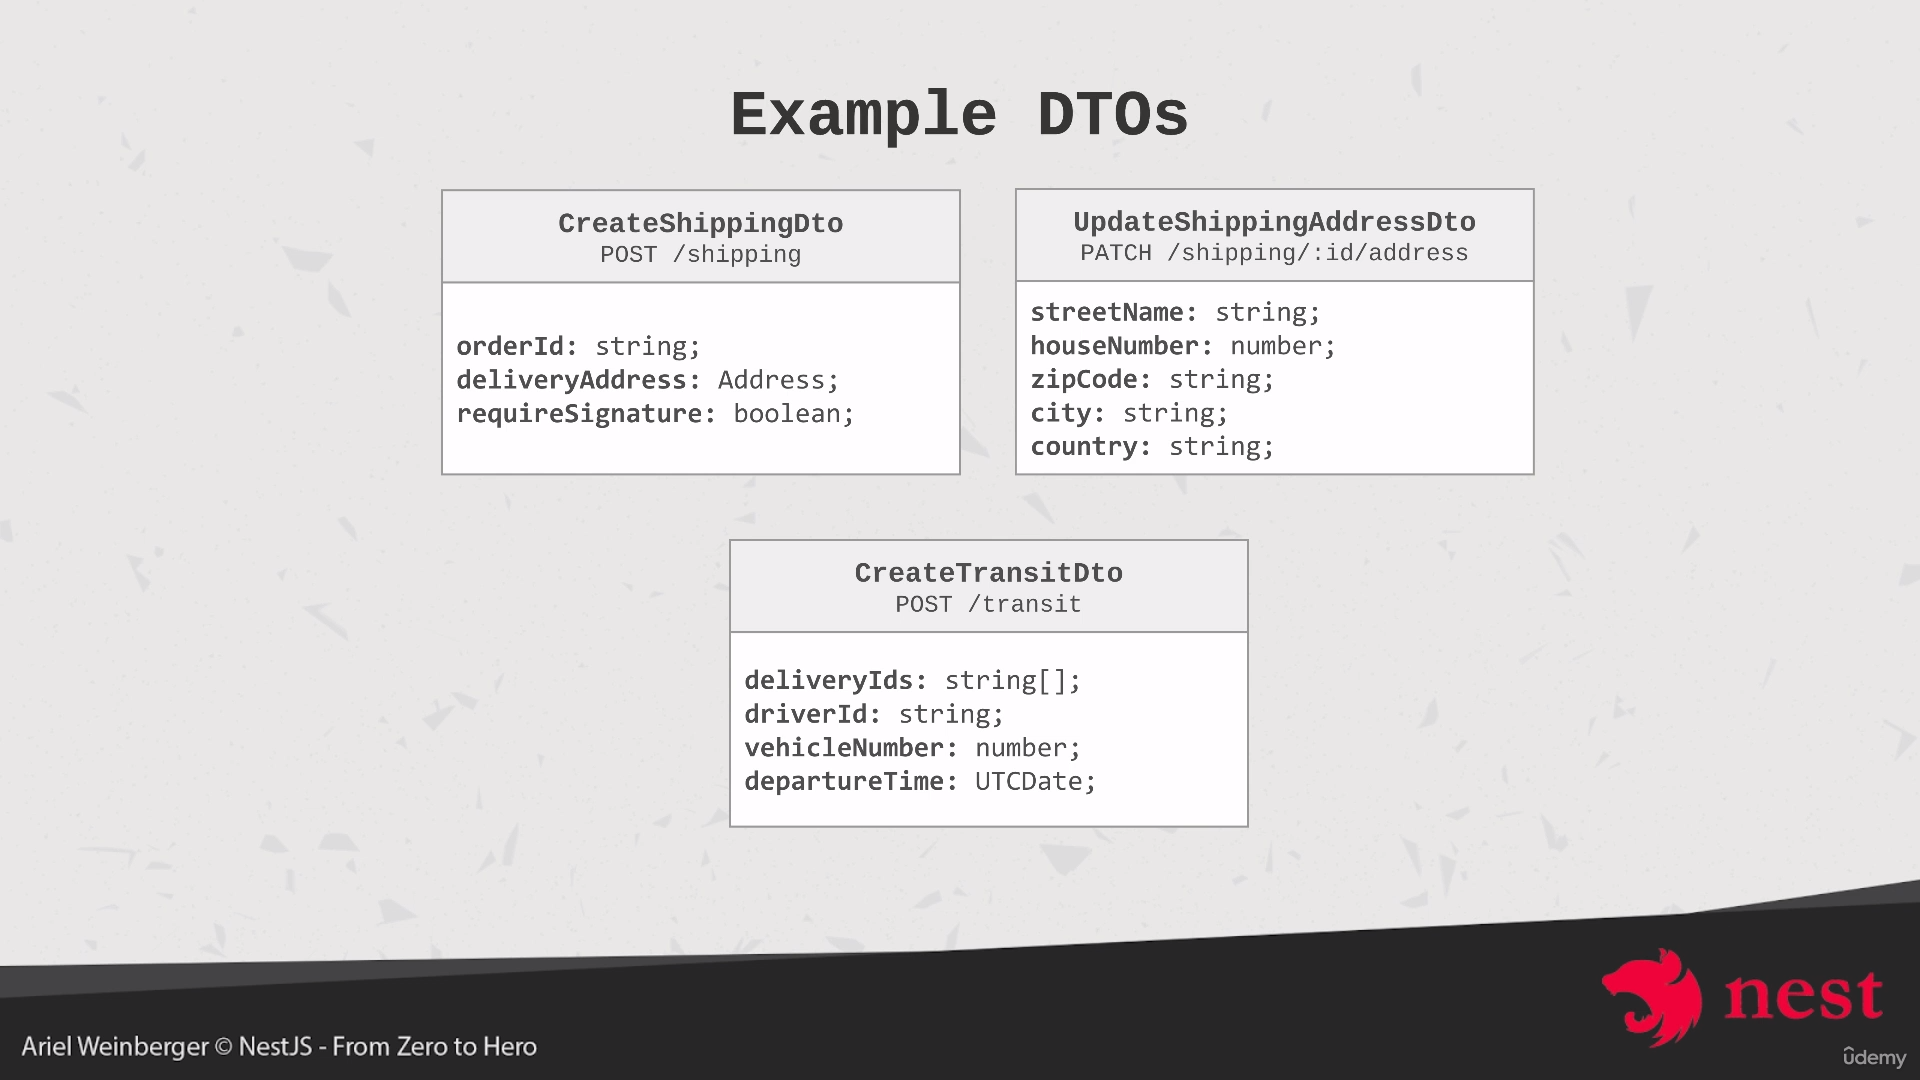 Example DTOs
CreateShippingDto
POST /shipping
orderId: string;
deliveryAddress: Address;
requireSignature: boolean;
UpdateShippingAddressDto
PATCH /shipping/:id/address
streetName: string;
houseNumber: number;
zipCode: string;
city: string;
country: string;
CreateTransitDto
POST /transit
deliveryIds: string[];
driverId: string;
vehicleNumber: number;
departureTime: UTCDate;
nest
Ariel Weinberger © NestJS - From Zero to Hero
ûdemy